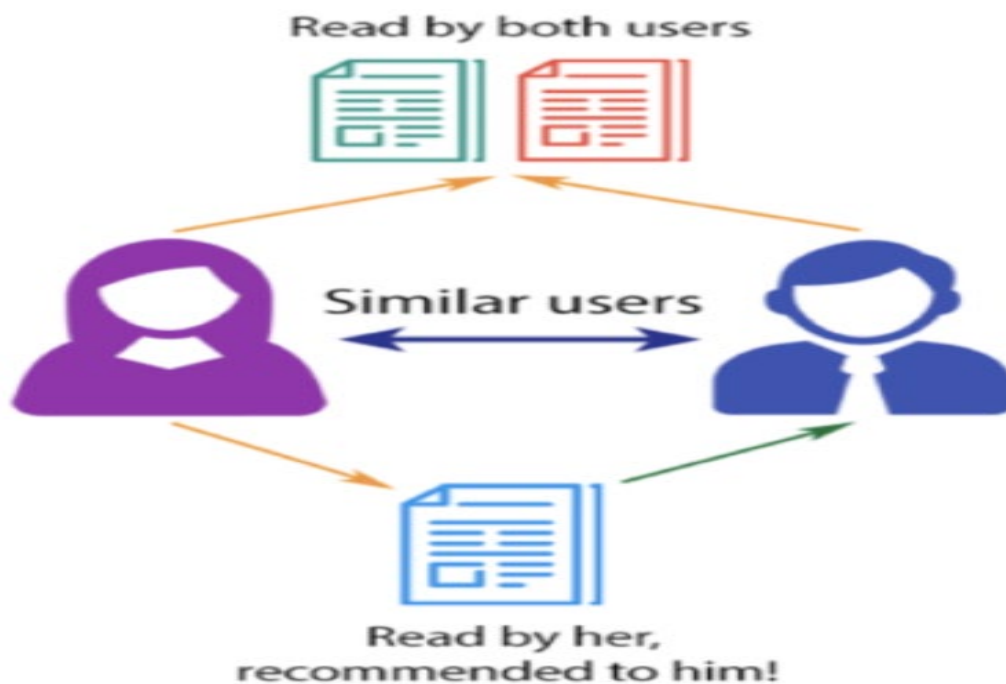 Read by both users
Similar users
Read by her,
recommended to him!